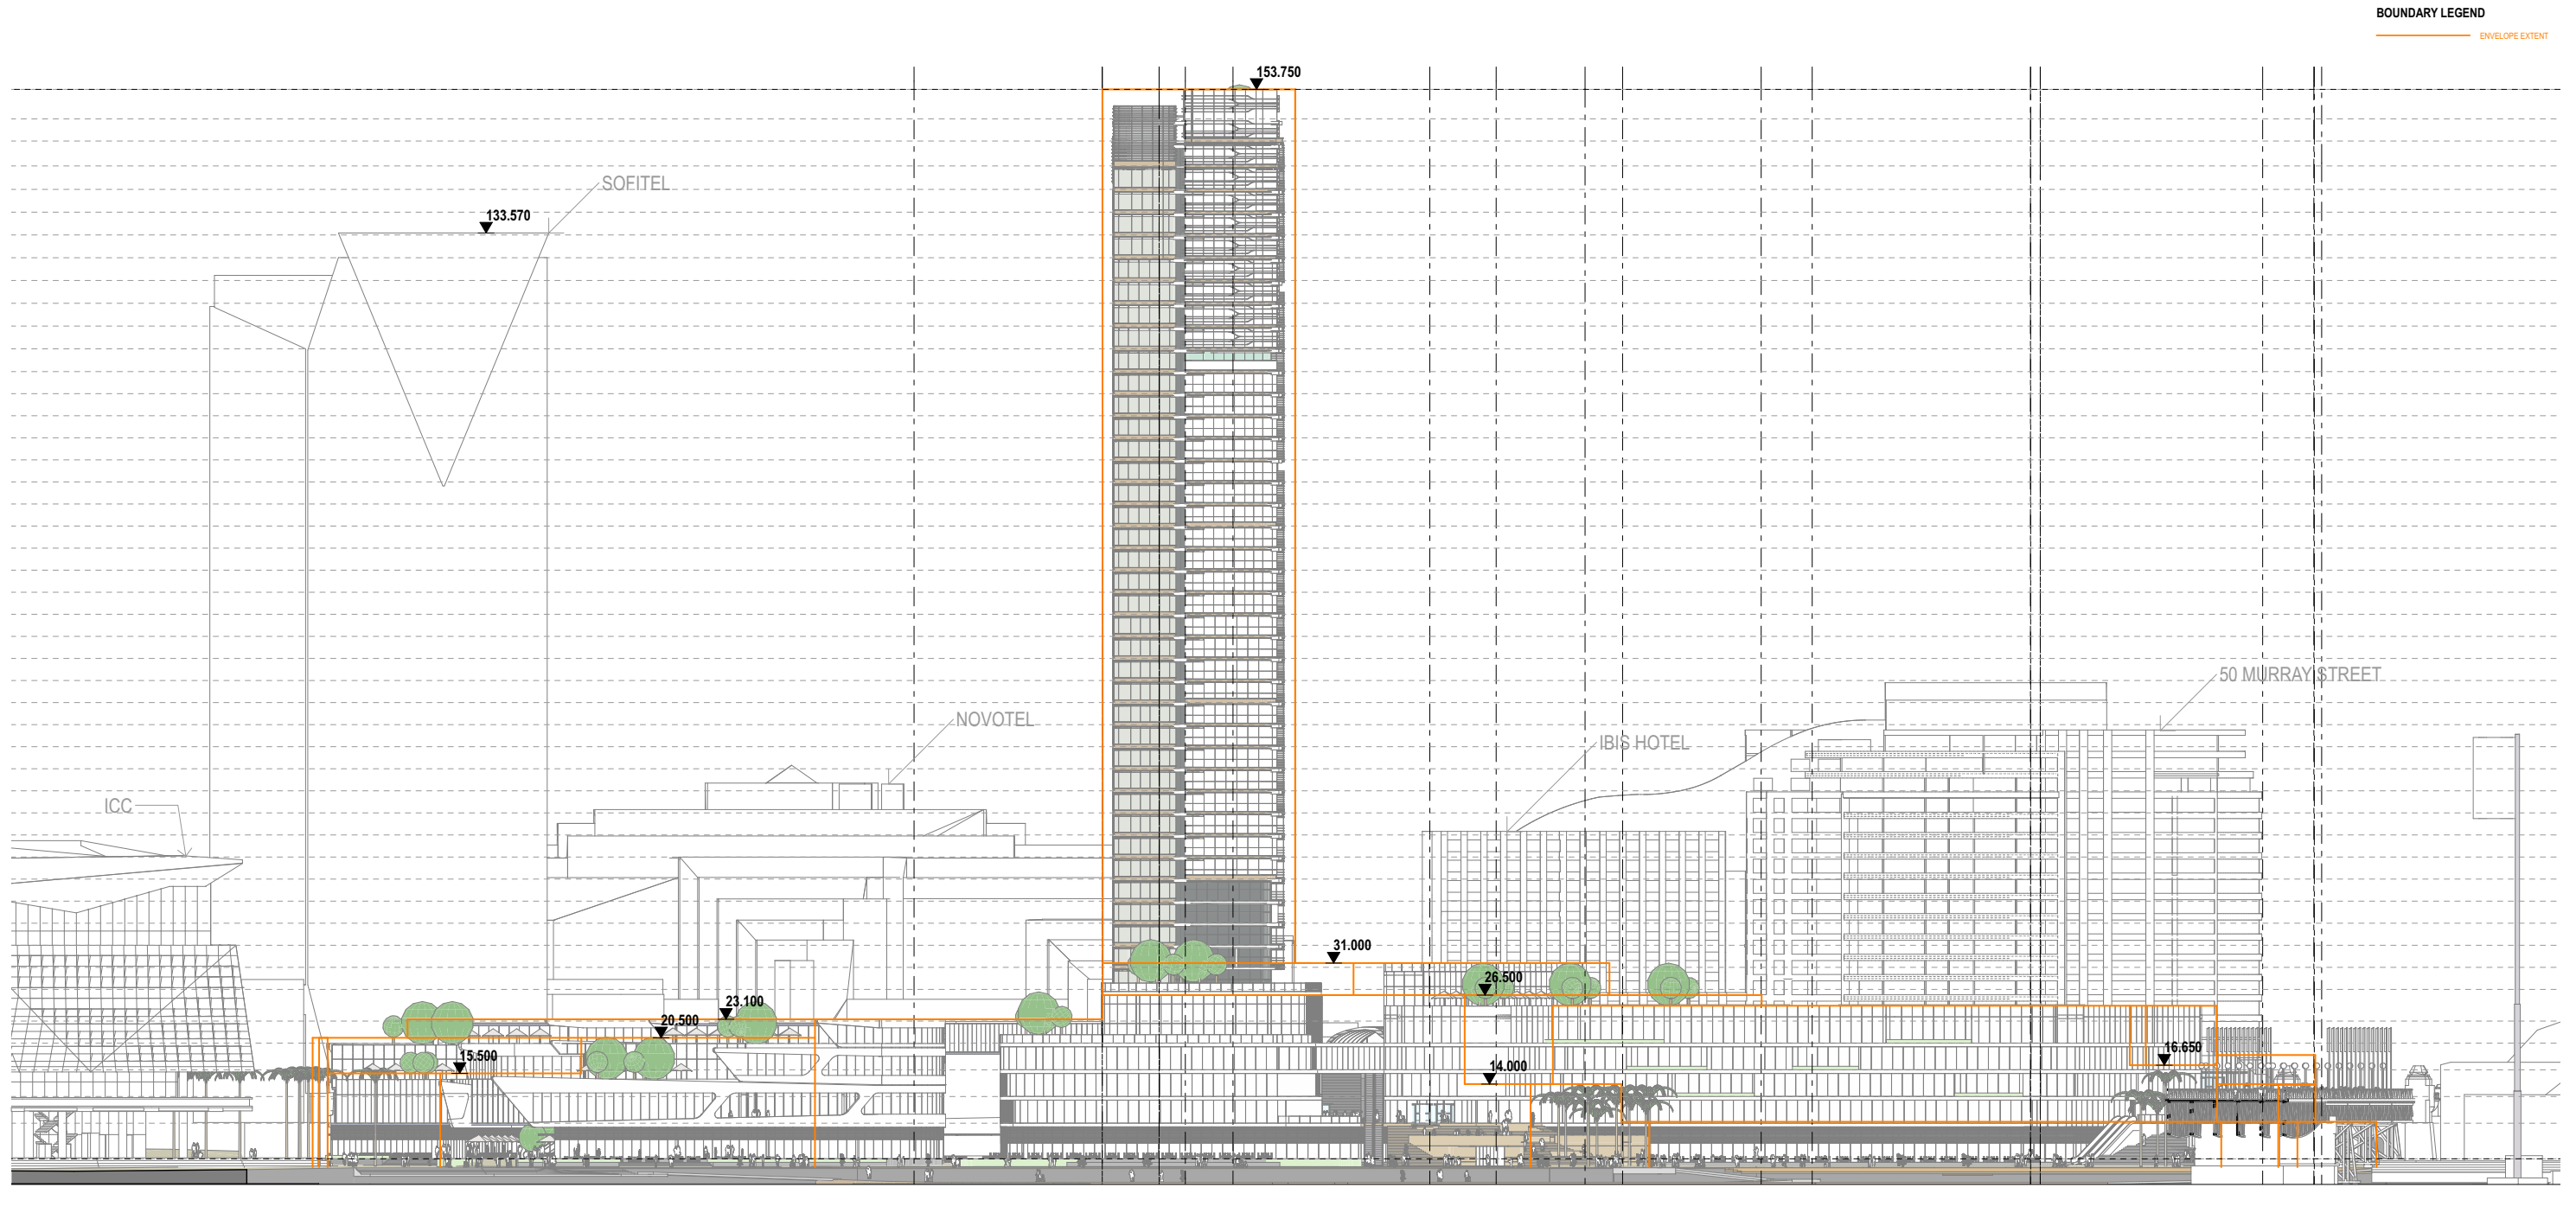 BOUNDARY LEGEND
ENVELOPE EXTENT
153.750
SOFITEL
133.570
50 MURRAY STREET
NOVOTEL
IBIS HOTEL
ICC
31.000
26.500
23.100
20.500
15.500
16.650
14.000